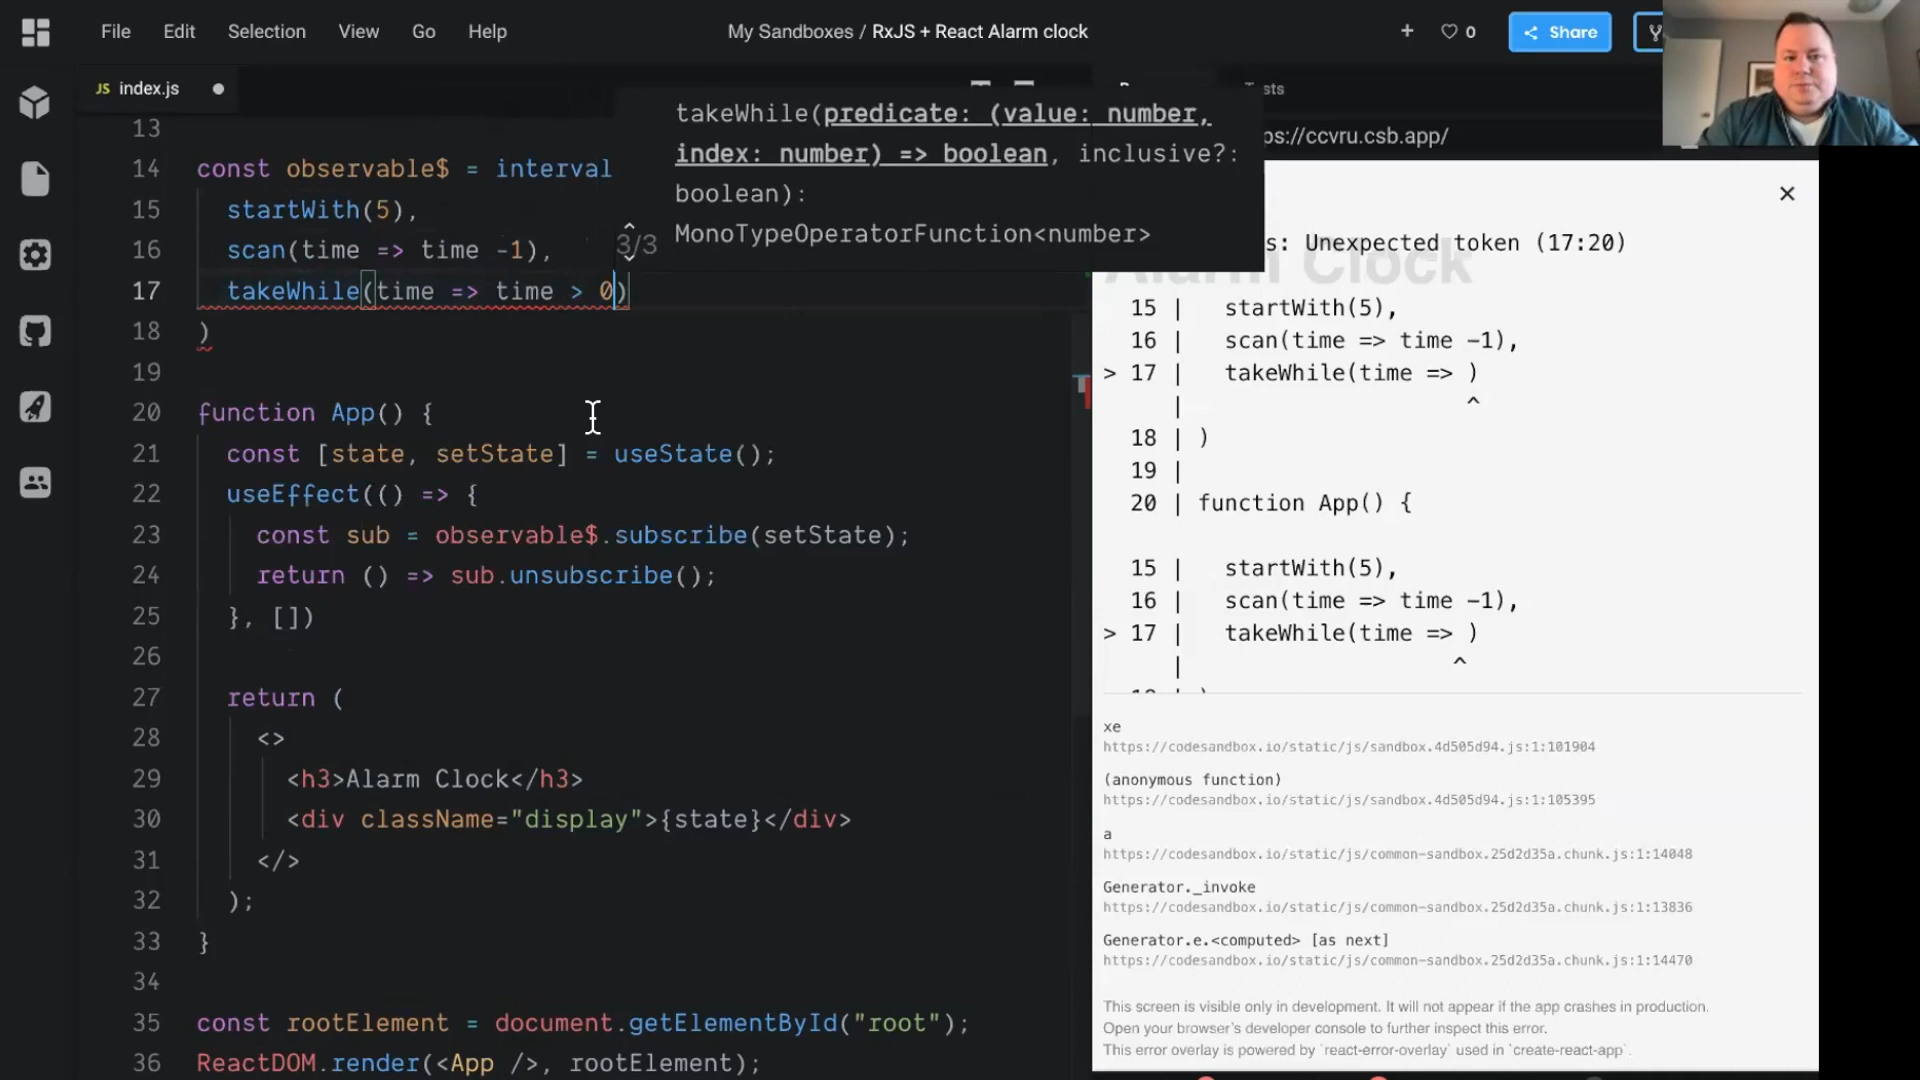 File Edit Selection View Go Help
My Sandboxes / RxJS + React Alarm clock
0
Share
JS index.js
13
14 const observable$ = interval
15 startWith(5),
16 scan(time => time -1),
17 takeWhile(time => time > 0)
18 )
19
20 function App() {
21 const [state, setState] = useState();
22 useEffect(() => {
23 const sub = observable$.subscribe(setState);
24 return () => sub.unsubscribe();
25 }, [])
26
27 return (
28 <>
29 <h3>Alarm Clock</h3>
30 <div className="display">{state}</div>
31 </>
32 );
33 }
34
35 const rootElement = document.getElementById("root");
36 ReactDOM.render(<App />, rootElement);
3/3
takeWhile(predicate: (value: number,
index: number) => boolean, inclusive?:
boolean):
MonoTypeOperatorFunction<number>
ps://ccvru.csb.app/
s: Unexpected token (17:20)
Alarm Clock
15 | startWith(5),
16 | scan(time => time -1),
> 17 | takeWhile(time => )
| ^
18 | )
19 |
20 | function App() {
15 | startWith(5),
16 | scan(time => time -1),
> 17 | takeWhile(time => )
| ^
xe
https://codesandbox.io/static/js/sandbox.4d505d94.js:1:101904
(anonymous function)
https://codesandbox.io/static/js/sandbox.4d505d94.js:1:105395
a
https://codesandbox.io/static/js/common-sandbox.25d2d35a.chunk.js:1:14048
Generator._invoke
https://codesandbox.io/static/js/common-sandbox.25d2d35a.chunk.js:1:13836
Generator.e.<computed> [as next]
https://codesandbox.io/static/js/common-sandbox.25d2d35a.chunk.js:1:14470
This screen is visible only in development. It will not appear if the app crashes in production.
Open your browser's developer console to further inspect this error.
This error overlay is powered by `react-error-overlay` used in `create-react-app`.